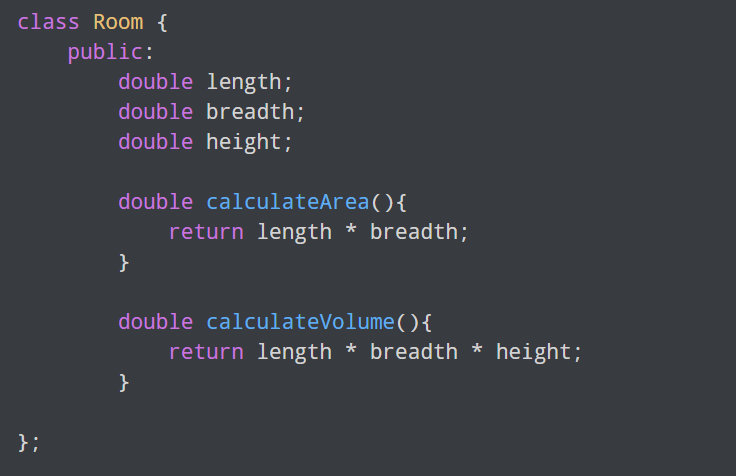 class Room {
    public:
        double length;
        double breadth;
        double height;

        double calculateArea(){
            return length * breadth;
        }

        double calculateVolume(){
            return length * breadth * height;
        }

};